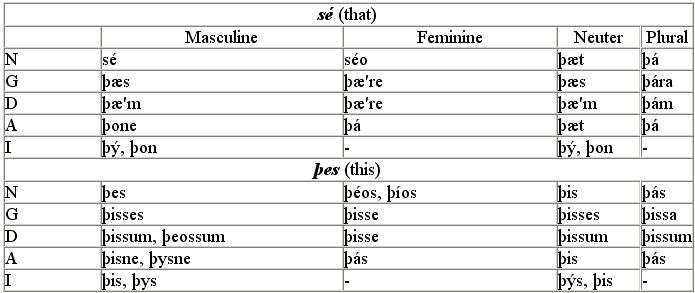 sé (that)
Masculine Feminine Neuter Plural
N sé séo þæt þá
G þæs þæ're þæs þára
D þæ'm þæ're þæ'm þám
A þone þá þæt þá
I þý, þon - þý, þon -
þes (this)
N þes þéos, þíos þis þás
G þisses þisse þisses þissa
D þissum, þeossum þisse þissum þissum
A þisne, þysne þás þis þás
I þis, þys - þýs, þis -